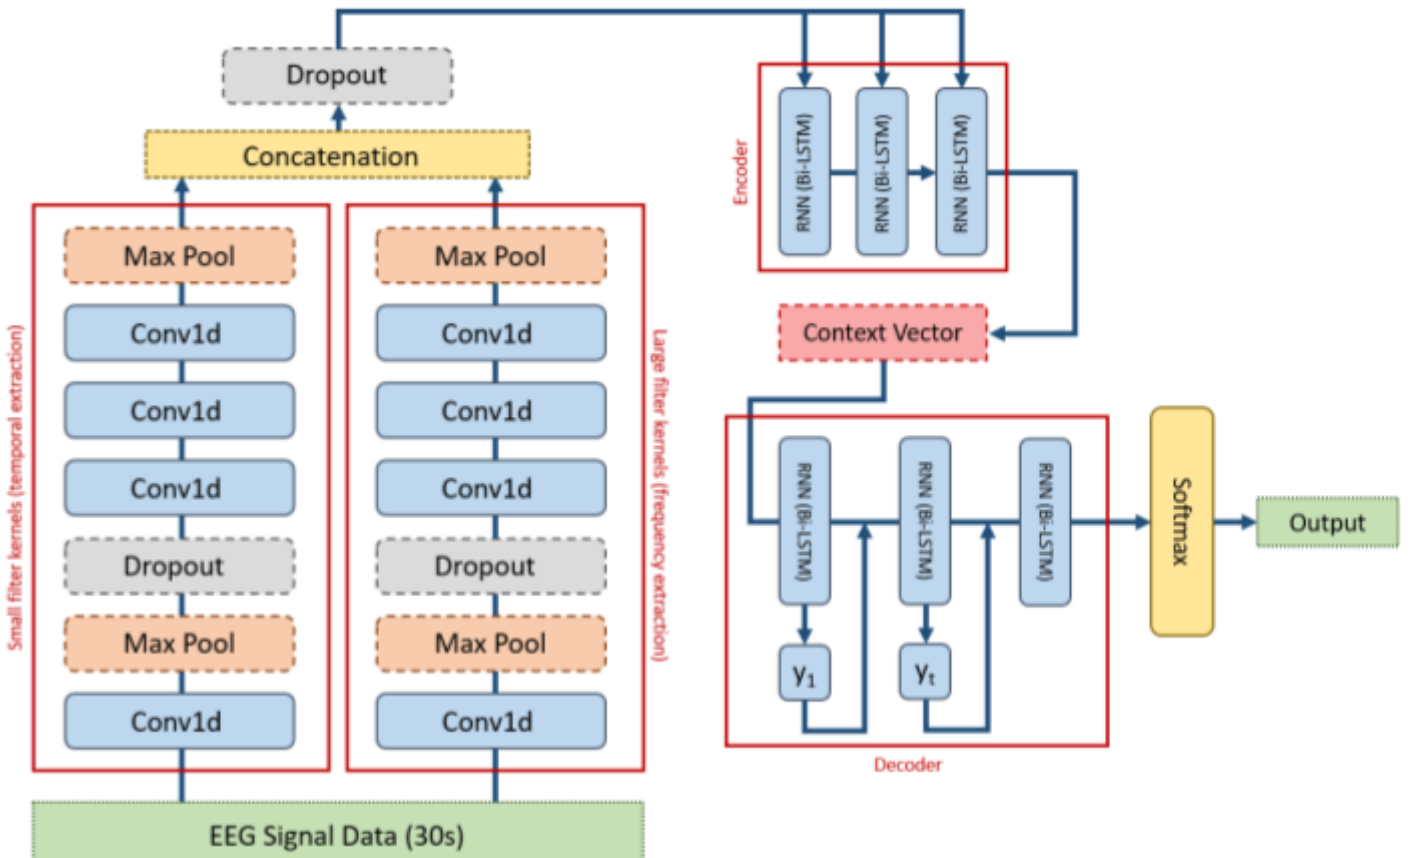 Dropout
Concatenation
Max Pool
Conv1d
Conv1d
Conv1d
Dropout
Max Pool
Conv1d
Small filter kernels (temporal extraction)
Max Pool
Conv1d
Conv1d
Conv1d
Dropout
Max Pool
Conv1d
Large filter kernels (frequency extraction)
EEG Signal Data (30s)
Encoder
RNN (Bi-LSTM)
RNN (Bi-LSTM)
RNN (Bi-LSTM)
Context Vector
RNN (Bi-LSTM)
RNN (Bi-LSTM)
RNN (Bi-LSTM)
y1
yt
Decoder
Softmax
Output